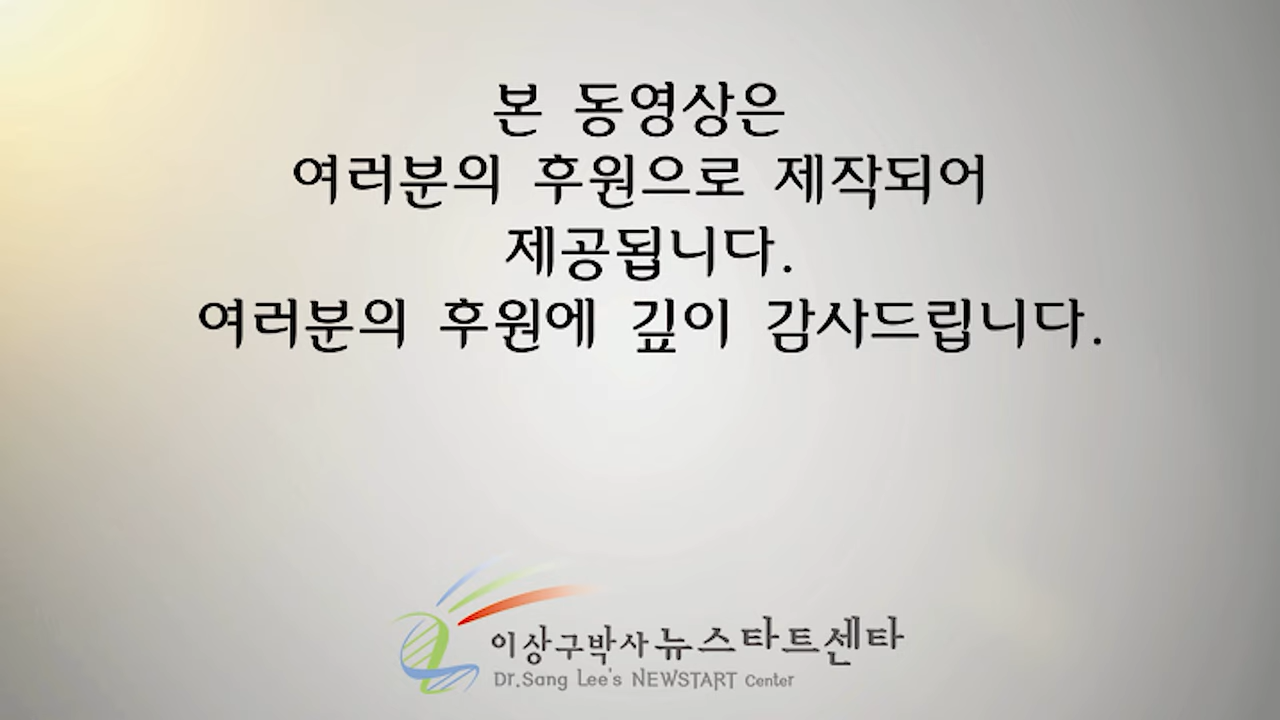 본 동영상은
여러분의 후원으로 제작되어
제공됩니다.
여러분의 후원에 깊이 감사드립니다.
이상구박사 뉴스타트센타
Dr.Sang Lee's NEWSTART Center